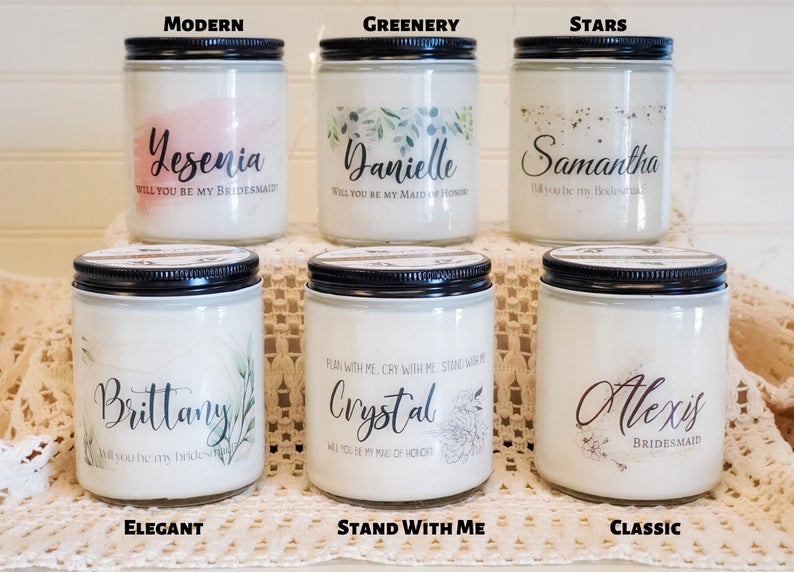 Modern
Greenery
Stars
Yesenia
Will you be my Bridesmaid?
Danielle
Will you be my Maid of Honor?
Samantha
Will you be my Bridesmaid?
Brittany
Will you be my bridesmaid?
PLAN WITH ME. CRY WITH ME. STAND WITH ME
Crystal
WILL YOU BE MY MAID OF HONOR?
Alexis
Bridesmaid
Elegant
Stand With Me
Classic